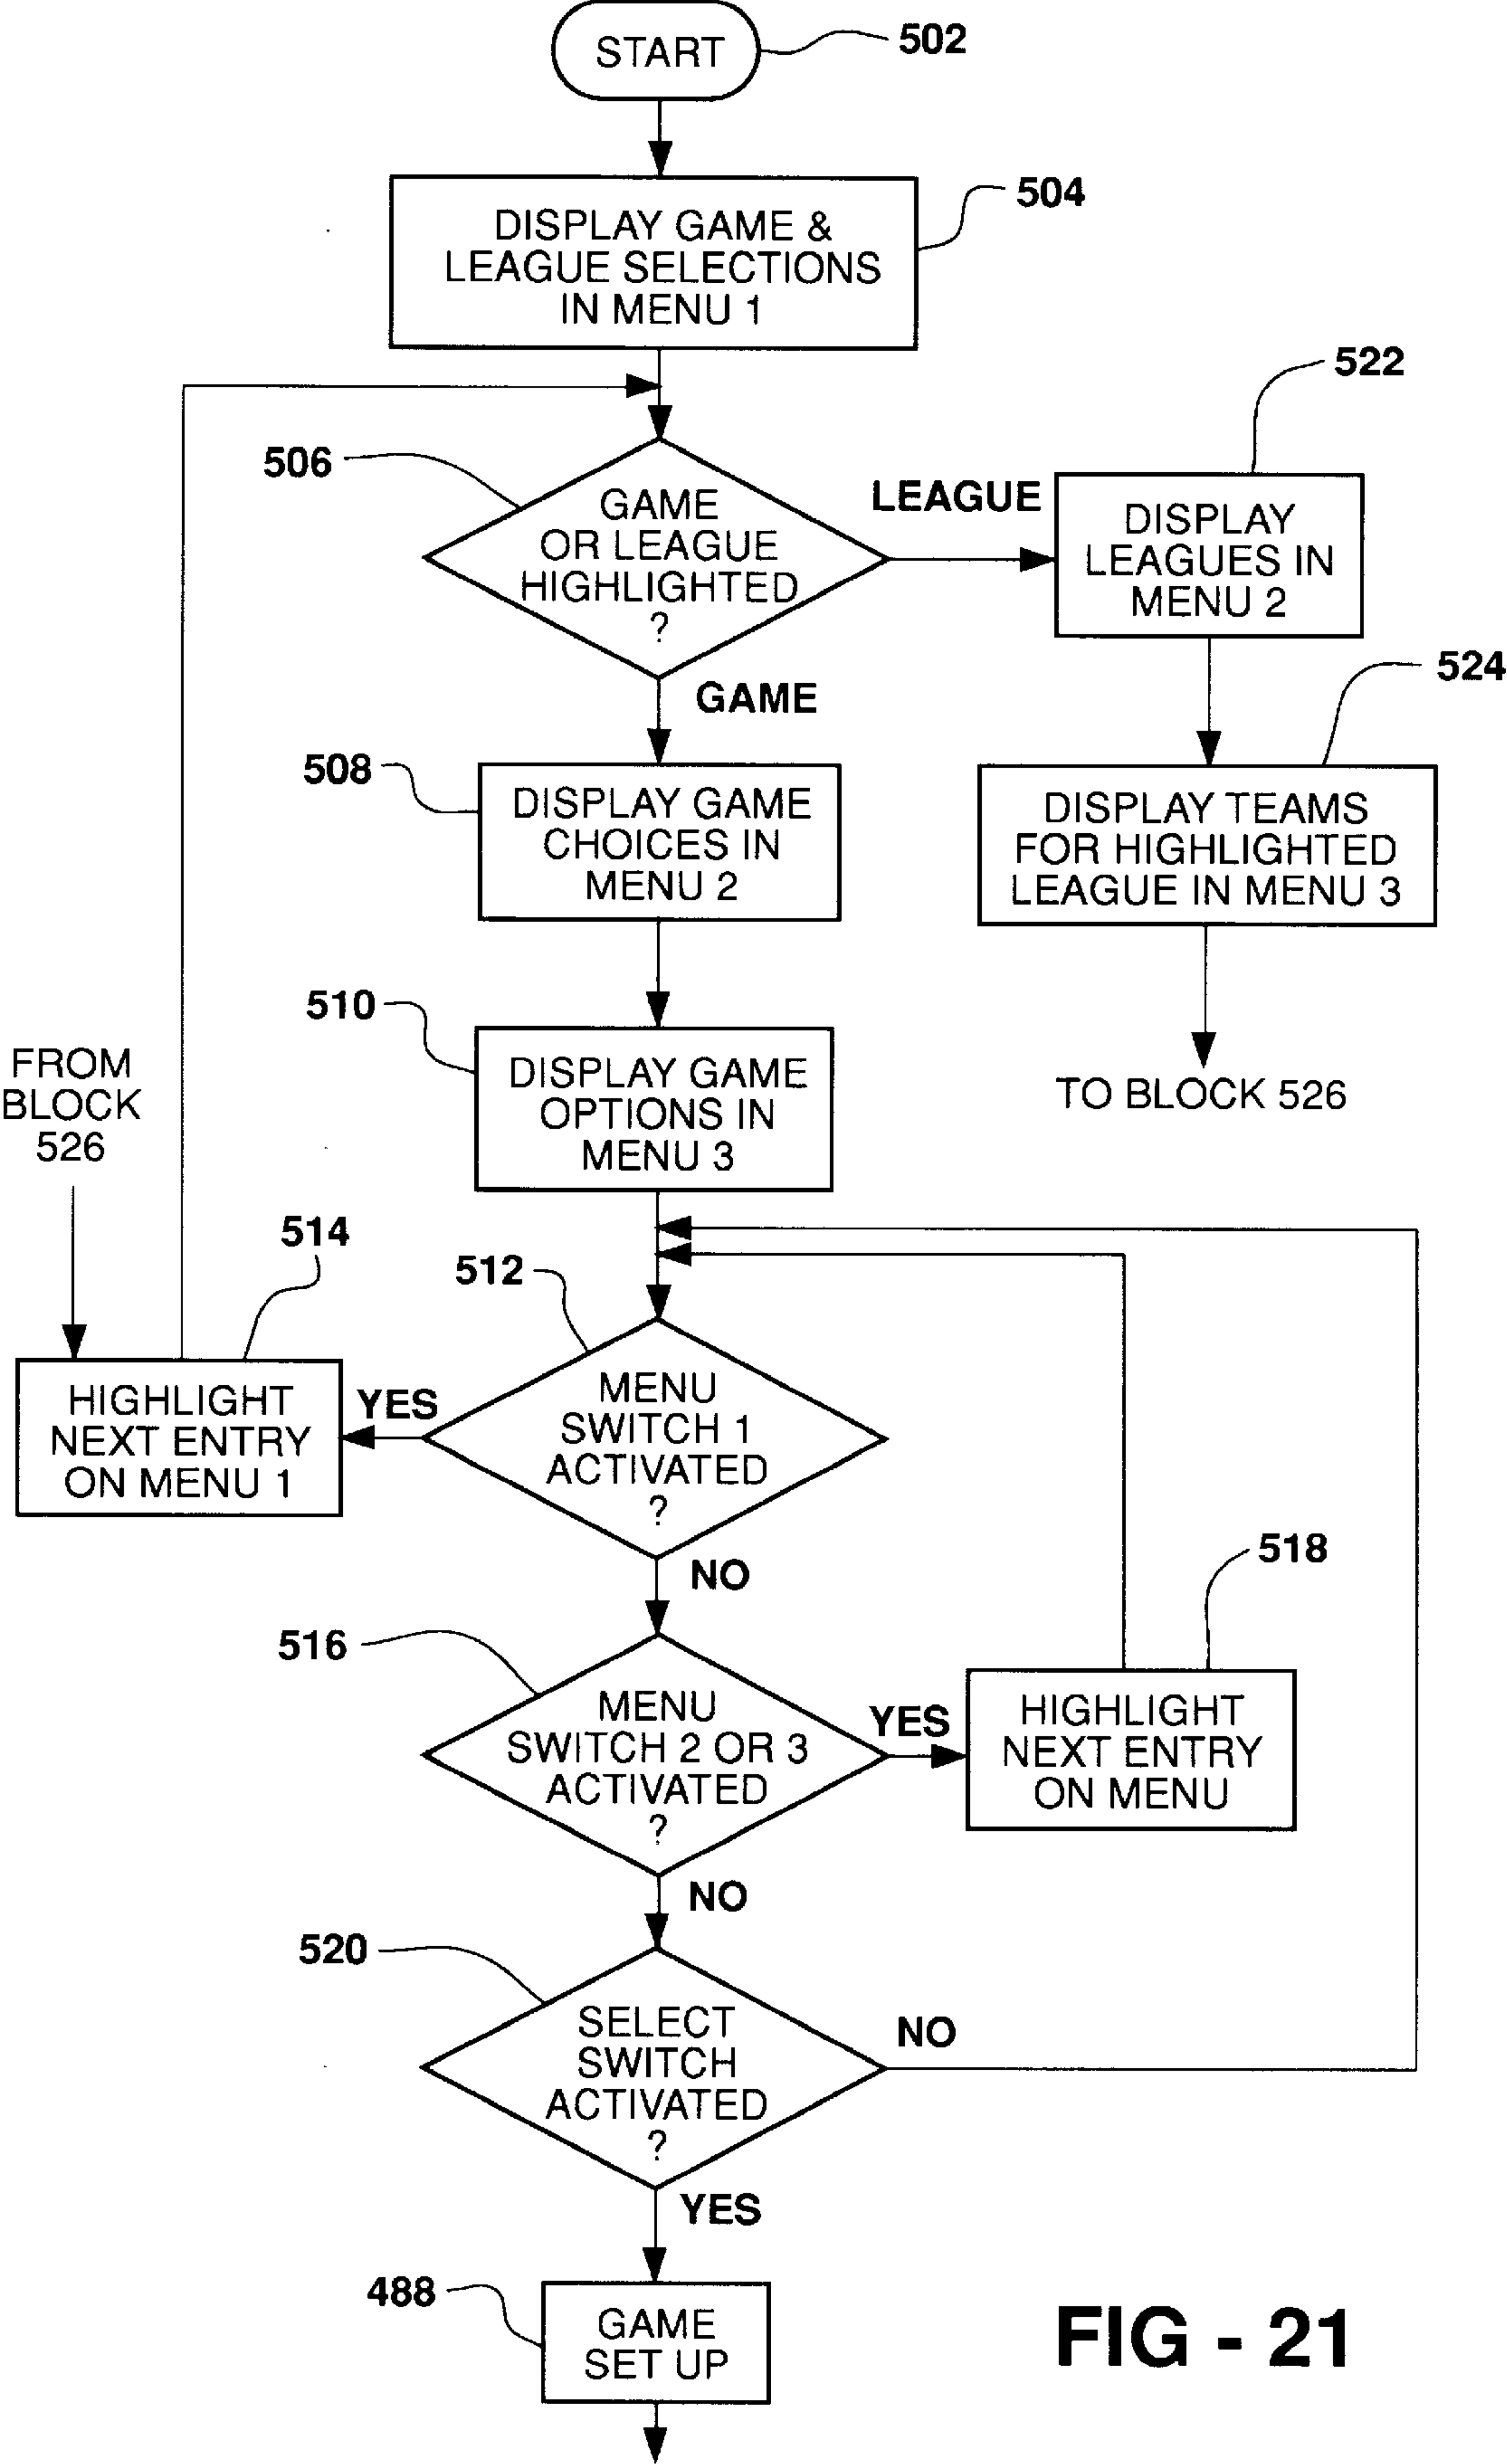 START
502
DISPLAY GAME &
LEAGUE SELECTIONS
IN MENU 1
504
506
GAME
OR LEAGUE
HIGHLIGHTED
?
LEAGUE
522
DISPLAY
LEAGUES IN
MENU 2
GAME
524
508
DISPLAY GAME
CHOICES IN
MENU 2
DISPLAY TEAMS
FOR HIGHLIGHTED
LEAGUE IN MENU 3
510
DISPLAY GAME
OPTIONS IN
MENU 3
TO BLOCK 526
FROM
BLOCK
526
514
512
HIGHLIGHT
NEXT ENTRY
ON MENU 1
YES
MENU
SWITCH 1
ACTIVATED
?
NO
518
516
MENU
SWITCH 2 OR 3
ACTIVATED
?
YES
HIGHLIGHT
NEXT ENTRY
ON MENU
NO
520
SELECT
SWITCH
ACTIVATED
?
NO
YES
488
GAME
SET UP
FIG - 21